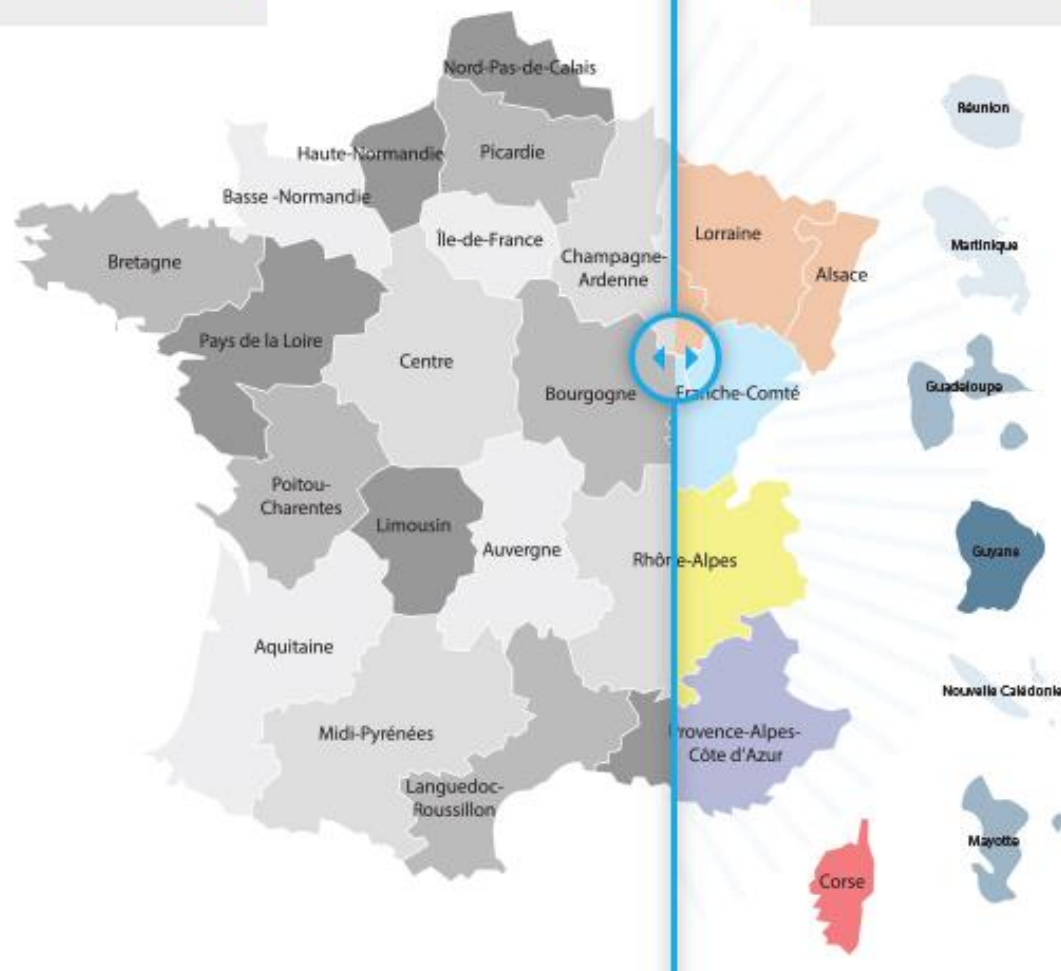 Nord-Pas-de-Calais
Haute-Normandie
Picardie
Basse -Normandie
Île-de-France
Champagne-
Ardenne
Lorraine
Alsace
Bretagne
Pays de la Loire
Centre
Bourgogne
Franche-Comté
Poitou-
Charentes
Limousin
Auvergne
Rhône-Alpes
Aquitaine
Midi-Pyrénées
Languedoc-
Roussillon
Provence-Alpes-
Côte d'Azur
Corse
Réunion
Martinique
Guadeloupe
Guyane
Nouvelle Calédonie
Mayotte